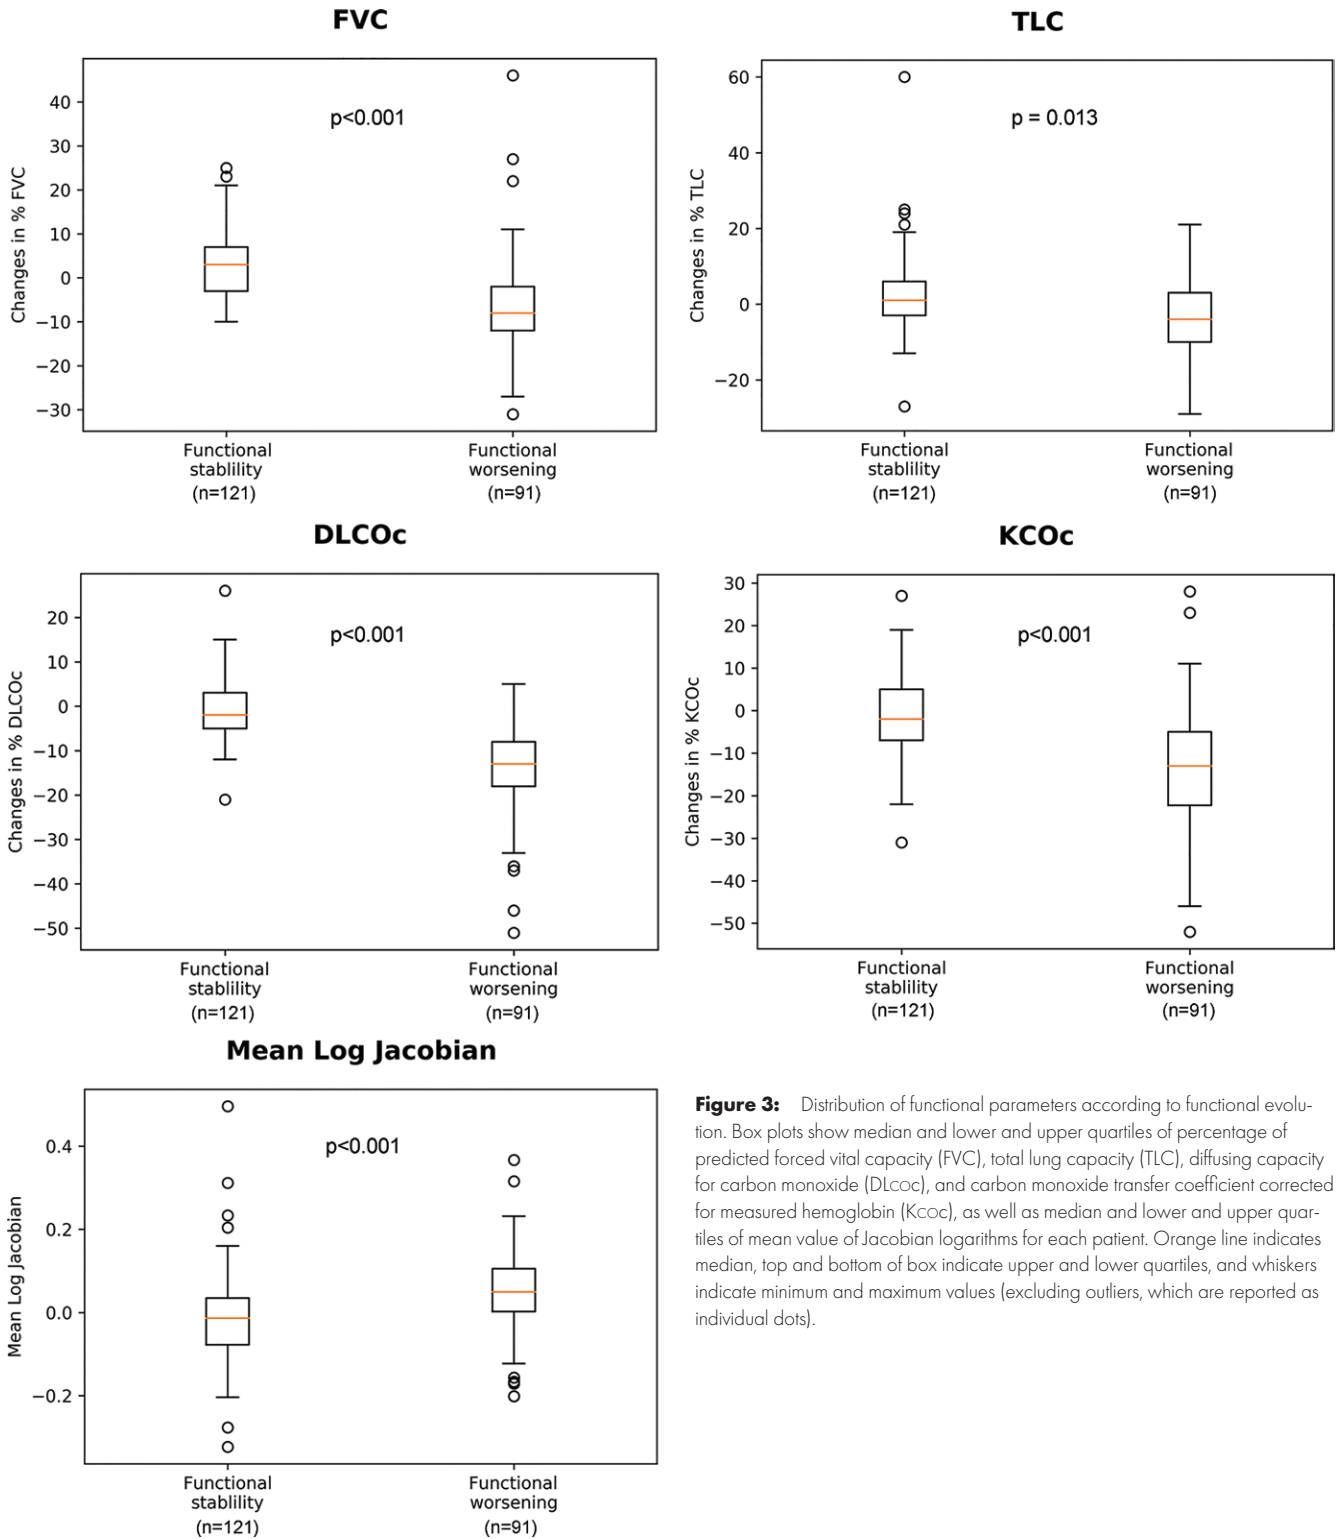 FVC
Changes in % FVC
40
30
20
10
0
−10
−20
−30
p<0.001
Functional
stablility
(n=121)
Functional
worsening
(n=91)
TLC
Changes in % TLC
60
40
20
0
−20
p = 0.013
Functional
stablility
(n=121)
Functional
worsening
(n=91)
DLCOc
Changes in % DLCOc
20
10
0
−10
−20
−30
−40
−50
p<0.001
Functional
stablility
(n=121)
Functional
worsening
(n=91)
KCOc
Changes in % KCOc
30
20
10
0
−10
−20
−30
−40
−50
p<0.001
Functional
stablility
(n=121)
Functional
worsening
(n=91)
Mean Log Jacobian
Mean Log Jacobian
0.4
0.2
0.0
−0.2
p<0.001
Functional
stablility
(n=121)
Functional
worsening
(n=91)
Figure 3: Distribution of functional parameters according to functional evolu-
tion. Box plots show median and lower and upper quartiles of percentage of
predicted forced vital capacity (FVC), total lung capacity (TLC), diffusing capacity
for carbon monoxide (DLCOC), and carbon monoxide transfer coefficient corrected
for measured hemoglobin (KCOC), as well as median and lower and upper quar-
tiles of mean value of Jacobian logarithms for each patient. Orange line indicates
median, top and bottom of box indicate upper and lower quartiles, and whiskers
indicate minimum and maximum values (excluding outliers, which are reported as
individual dots).